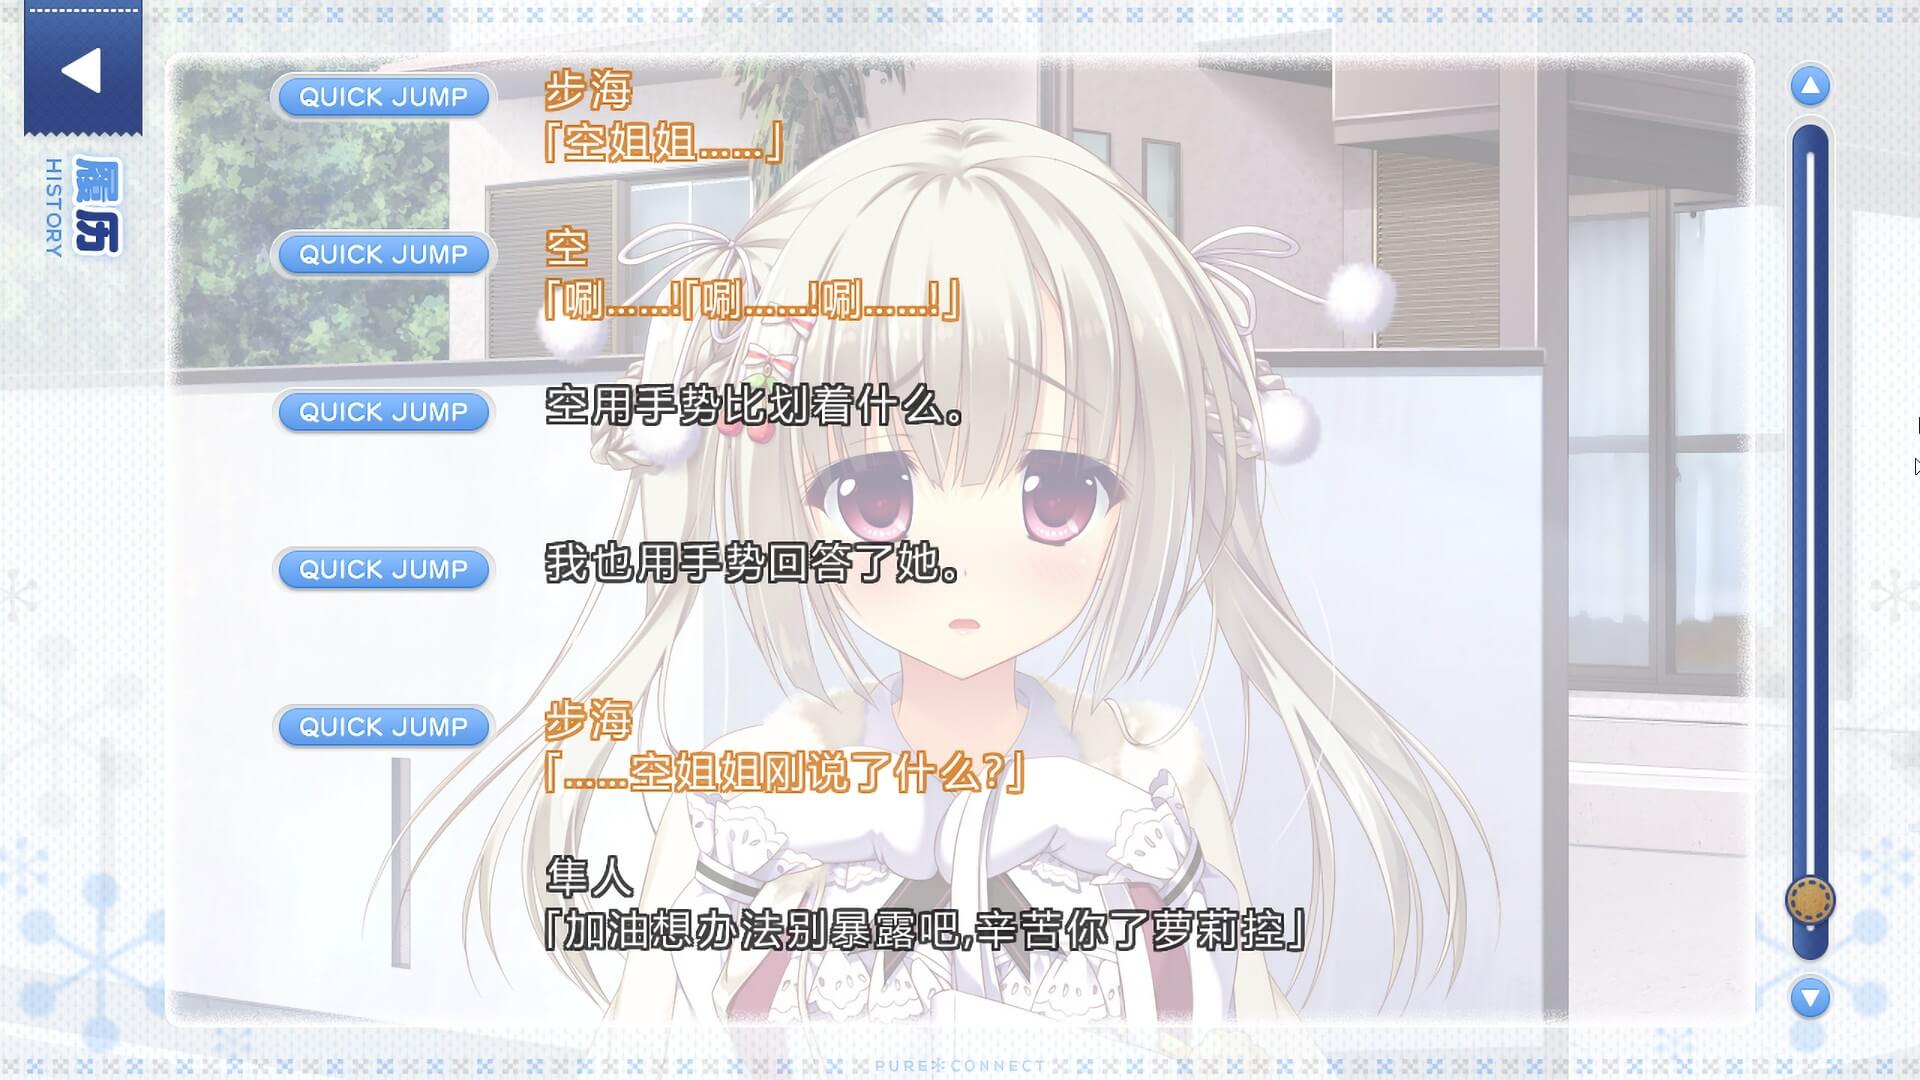 履历
HISTORY
QUICK JUMP
步海
「空姐姐……」
QUICK JUMP
空
「唰……!「唰……!唰……!」
QUICK JUMP
空用手势比划着什么。
QUICK JUMP
我也用手势回答了她。
QUICK JUMP
步海
「……空姐姐刚说了什么?」
隼人
「加油想办法别暴露吧,辛苦你了萝莉控」
PURE CONNECT